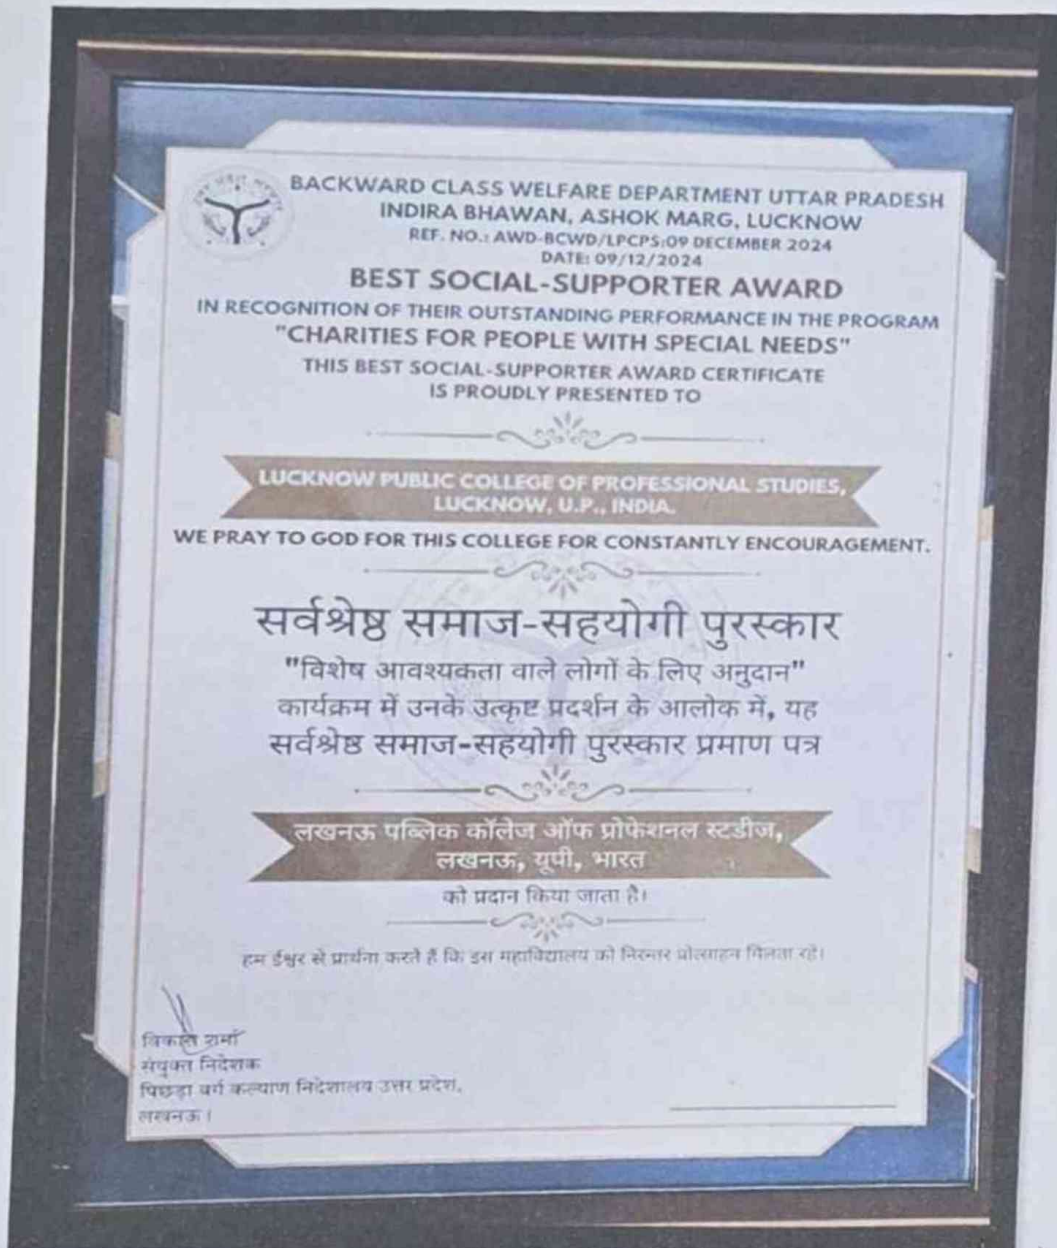 BACKWARD CLASS WELFARE DEPARTMENT UTTAR PRADESH
INDIRA BHAWAN, ASHOK MARG, LUCKNOW
REF. NO.: AWD-BCWD/LPCPS:09 DECEMBER 2024
DATE: 09/12/2024
BEST SOCIAL-SUPPORTER AWARD
IN RECOGNITION OF THEIR OUTSTANDING PERFORMANCE IN THE PROGRAM
"CHARITIES FOR PEOPLE WITH SPECIAL NEEDS"
THIS BEST SOCIAL-SUPPORTER AWARD CERTIFICATE
IS PROUDLY PRESENTED TO
LUCKNOW PUBLIC COLLEGE OF PROFESSIONAL STUDIES,
LUCKNOW, U.P., INDIA.
WE PRAY TO GOD FOR THIS COLLEGE FOR CONSTANTLY ENCOURAGEMENT.
सर्वश्रेष्ठ समाज-सहयोगी पुरस्कार
"विशेष आवश्यकता वाले लोगों के लिए अनुदान"
कार्यक्रम में उनके उत्कृष्ट प्रदर्शन के आलोक में, यह
सर्वश्रेष्ठ समाज-सहयोगी पुरस्कार प्रमाण पत्र
लखनऊ पब्लिक कॉलेज ऑफ प्रोफेशनल स्टडीज,
लखनऊ, यूपी, भारत
को प्रदान किया जाता है।
हम ईश्वर से प्रार्थना करते हैं कि इस महाविद्यालय को निरन्तर प्रोत्साहन मिलता रहे।
विकास शर्मा
संयुक्त निदेशक
पिछड़ा वर्ग कल्याण निदेशालय उत्तर प्रदेश,
लखनऊ।